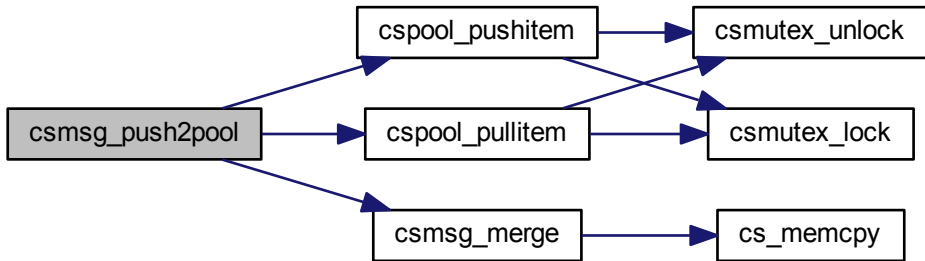 csmsg_push2pool
cspool_pushitem
cspool_pullitem
csmsg_merge
csmutex_unlock
csmutex_lock
cs_memcpy